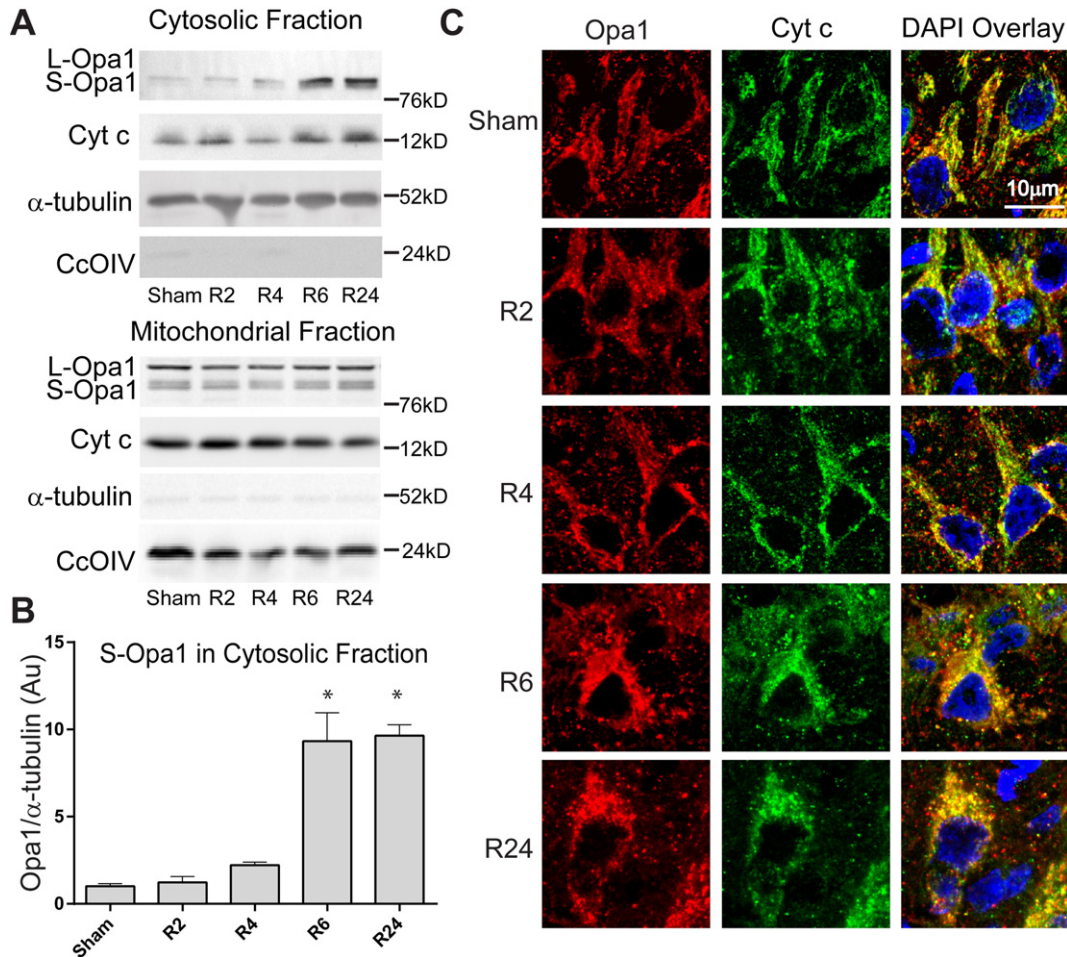 A
Cytosolic Fraction
L-Opa1
S-Opa1
76kD
Cyt c
12kD
α-tubulin
52kD
CcOIV
24kD
Sham R2 R4 R6 R24
Mitochondrial Fraction
L-Opa1
S-Opa1
76kD
Cyt c
12kD
α-tubulin
52kD
CcOIV
24kD
Sham R2 R4 R6 R24
B
S-Opa1 in Cytosolic Fraction
Opa1/α-tubulin (Au)
15
10
5
0
* *
Sham R2 R4 R6 R24
C
Opa1 Cyt c DAPI Overlay
Sham
10μm
R2
R4
R6
R24